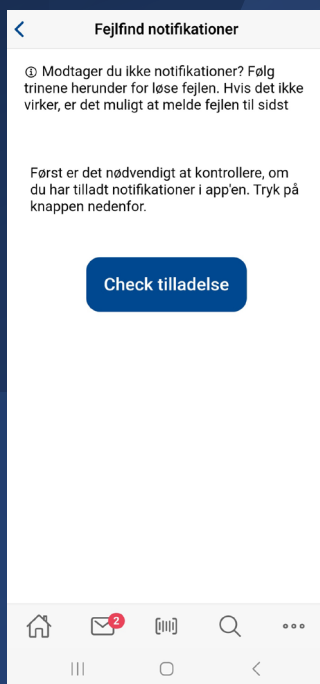 Fejlfind notifikationer
ⓘ Modtager du ikke notifikationer? Følg
trinene herunder for løse fejlen. Hvis det ikke
virker, er det muligt at melde fejlen til sidst
Først er det nødvendigt at kontrollere, om
du har tilladt notifikationer i app'en. Tryk på
knappen nedenfor.
Check tilladelse
2